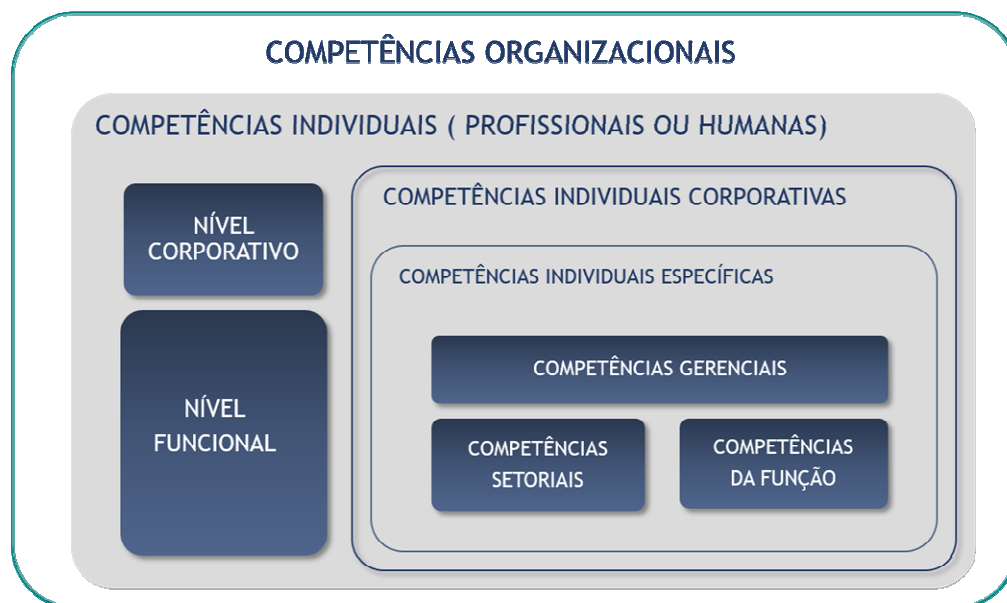 COMPETÊNCIAS ORGANIZACIONAIS
COMPETÊNCIAS INDIVIDUAIS ( PROFISSIONAIS OU HUMANAS)
NÍVEL
CORPORATIVO
COMPETÊNCIAS INDIVIDUAIS CORPORATIVAS
COMPETÊNCIAS INDIVIDUAIS ESPECÍFICAS
NÍVEL
FUNCIONAL
COMPETÊNCIAS GERENCIAIS
COMPETÊNCIAS
SETORIAIS
COMPETÊNCIAS
DA FUNÇÃO